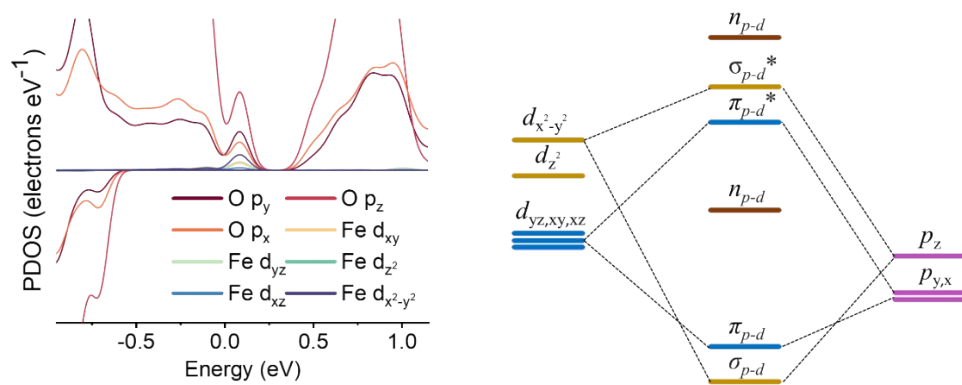 PDOS (electrons eV⁻¹)
O p_y
O p_z
O p_x
Fe d_xy
Fe d_yz
Fe d_z²
Fe d_xz
Fe d_x²-y²
-0.5 0.0 0.5 1.0
Energy (eV)
n_p-d
σ_p-d*
π_p-d*
d_x²-y²
d_z²
n_p-d
d_yz,xy,xz
p_z
p_y,x
π_p-d
σ_p-d